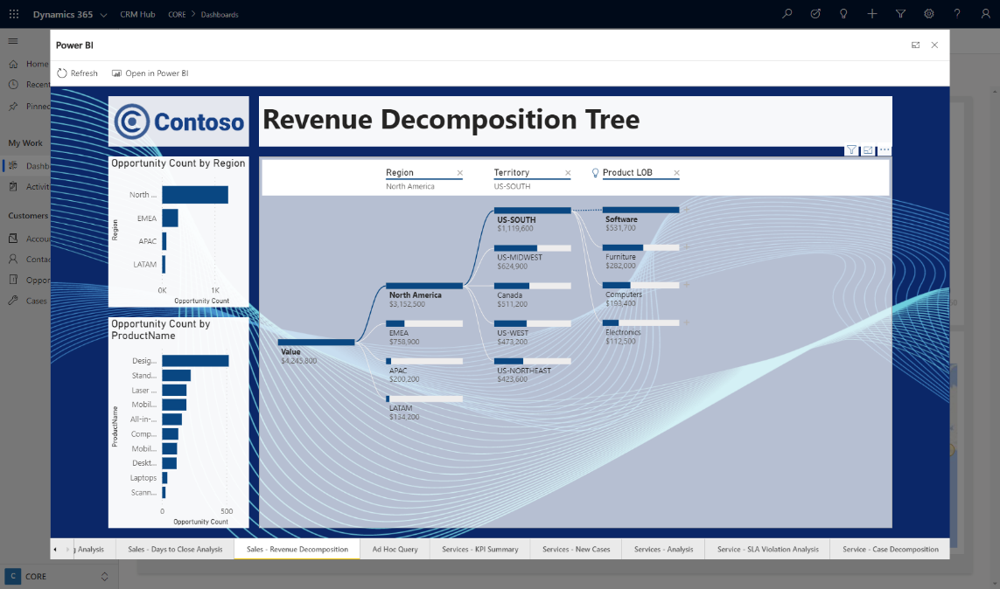 Dynamics 365
CRM Hub
CORE
Dashboards
Power BI
Refresh
Open in Power BI
Home
Recent
Pinned
My Work
Dashb
Activit
Customers
Accou
Contac
Oppor
Cases
C
CORE
Contoso
Revenue Decomposition Tree
Opportunity Count by Region
North ...
EMEA
APAC
LATAM
Region
0K
1K
Opportunity Count
Opportunity Count by
ProductName
Desig...
Stand...
Laser ...
Mobil...
All-in-...
Comp...
Mobil...
Deskt...
Laptops
Scann...
ProductName
0
500
Opportunity Count
Region
North America
Territory
US-SOUTH
Product LOB
Value
$4,245,800
North America
$3,152,500
EMEA
$758,900
APAC
$200,200
LATAM
$134,200
US-SOUTH
$1,119,600
US-MIDWEST
$624,900
Canada
$511,200
US-WEST
$473,200
US-NORTHEAST
$423,600
Software
$531,700
Furniture
$282,000
Computers
$193,400
Electronics
$112,500
g Analysis
Sales - Days to Close Analysis
Sales - Revenue Decomposition
Ad Hoc Query
Services - KPI Summary
Services - New Cases
Services - Analysis
Service - SLA Violation Analysis
Service - Case Decomposition